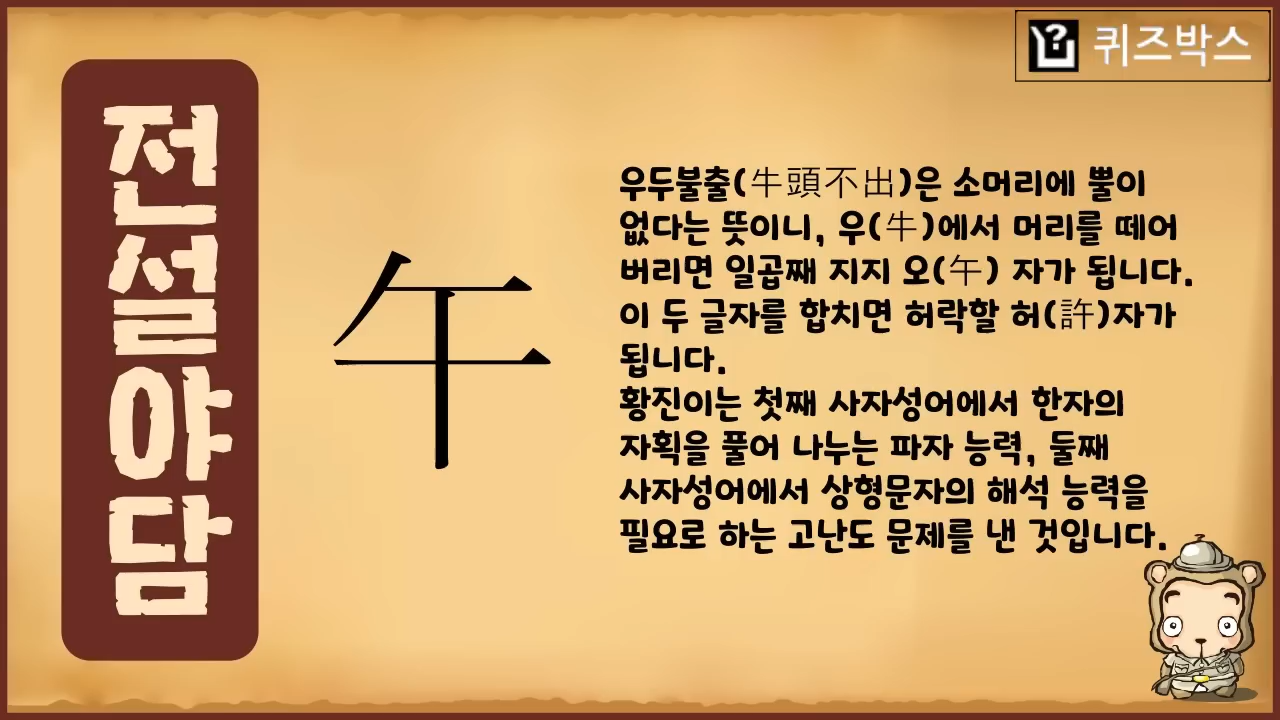 퀴즈박스
전설야담
午
우두불출(牛頭不出)은 소머리에 뿔이
없다는 뜻이니, 우(牛)에서 머리를 떼어
버리면 일곱째 지지 오(午) 자가 됩니다.
이 두 글자를 합치면 허락할 허(許)자가
됩니다.
황진이는 첫째 사자성어에서 한자의
자획을 풀어 나누는 파자 능력, 둘째
사자성어에서 상형문자의 해석 능력을
필요로 하는 고난도 문제를 낸 것입니다.